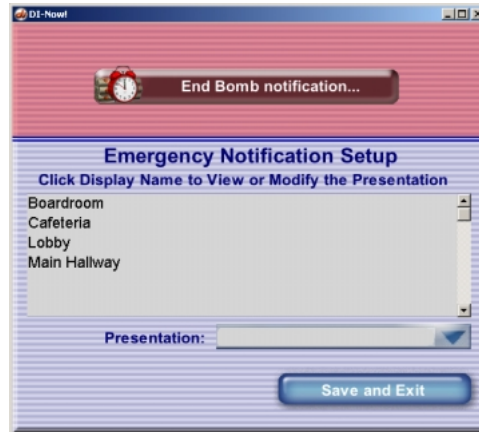 DI-Now!
End Bomb notification...
Emergency Notification Setup
Click Display Name to View or Modify the Presentation
Boardroom
Cafeteria
Lobby
Main Hallway
Presentation:
Save and Exit